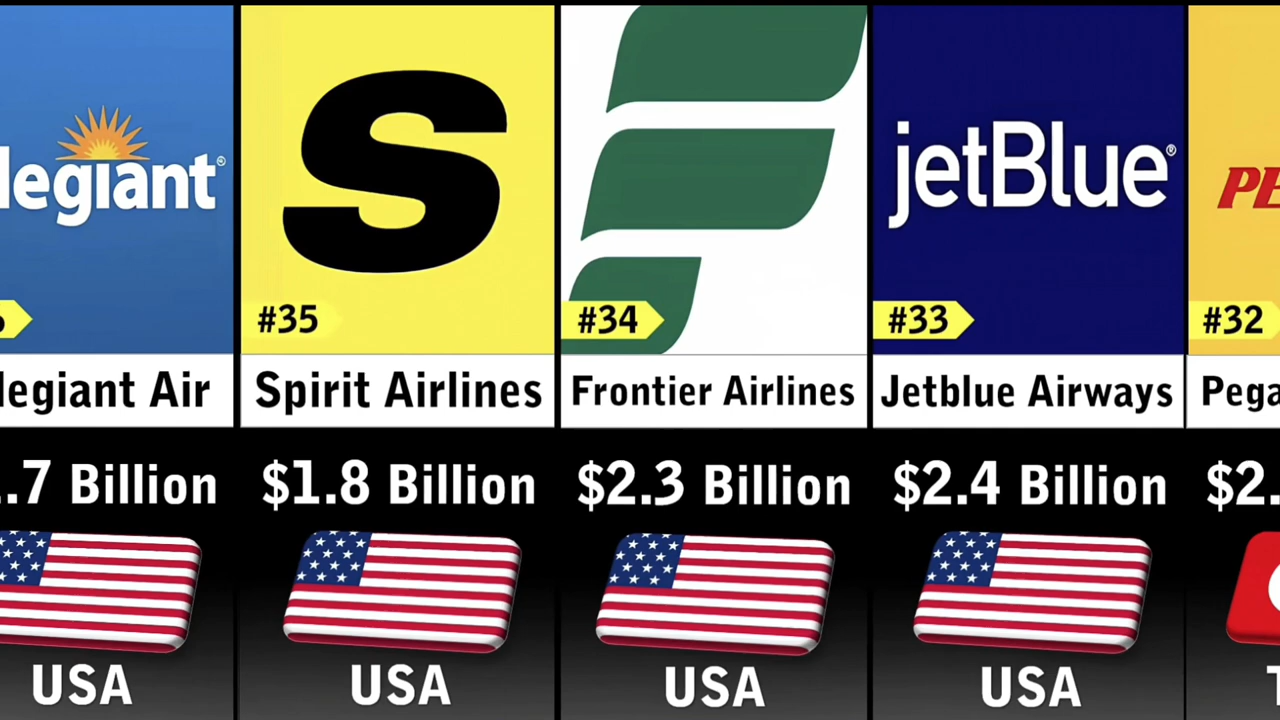 legiant®
jetBlue®
PE
#35
#34
#33
#32
legiant Air
Spirit Airlines
Frontier Airlines
Jetblue Airways
Pega
.7 Billion
$1.8 Billion
$2.3 Billion
$2.4 Billion
$2.
USA
USA
USA
USA
T